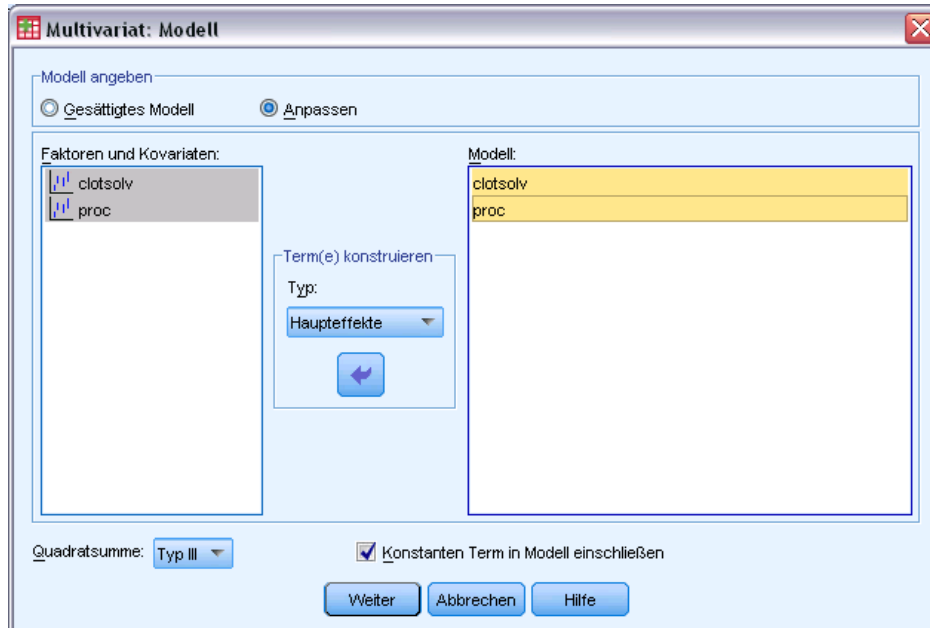 Multivariat: Modell
Modell angeben
Gesättigtes Modell
Anpassen
Faktoren und Kovariaten:
clotsolv
proc
Term(e) konstruieren
Typ:
Haupteffekte
Modell:
clotsolv
proc
Quadratsumme: Typ III
Konstanten Term in Modell einschließen
Weiter
Abbrechen
Hilfe